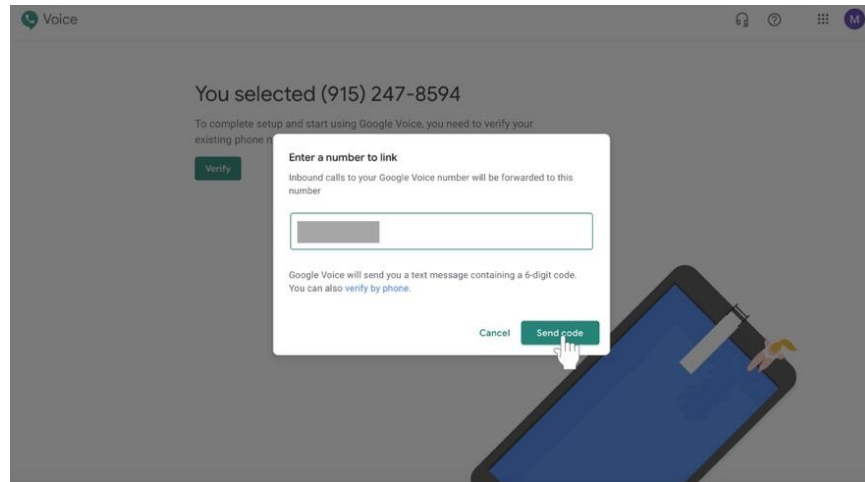 Voice
M
You selected (915) 247-8594
To complete setup and start using Google Voice, you need to verify your
existing phone n
Verify
Enter a number to link
Inbound calls to your Google Voice number will be forwarded to this
number
Google Voice will send you a text message containing a 6-digit code.
You can also verify by phone.
Cancel
Send code